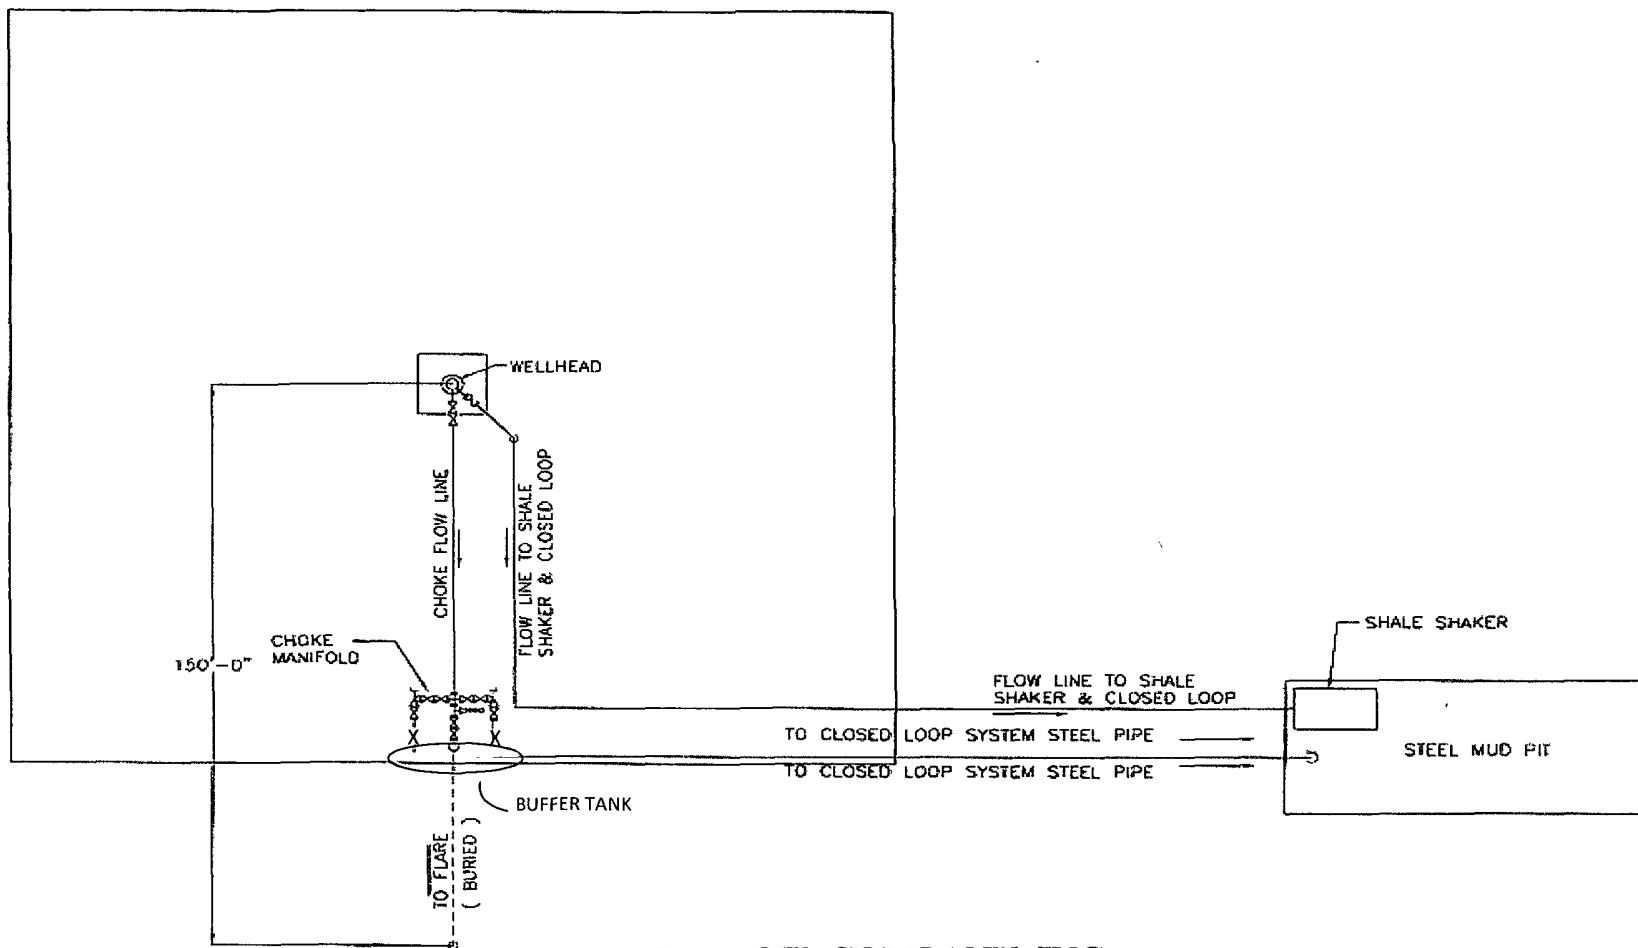 WELLHEAD
CHOKE FLOW LINE
FLOW LINE TO SHALE
SHAKER & CLOSED LOOP
CHOKE
MANIFOLD
150'-0"
SHALE SHAKER
FLOW LINE TO SHALE
SHAKER & CLOSED LOOP
TO CLOSED LOOP SYSTEM STEEL PIPE
STEEL MUD PIT
TO CLOSED LOOP SYSTEM STEEL PIPE
BUFFER TANK
TO FLARE
( BURIED )